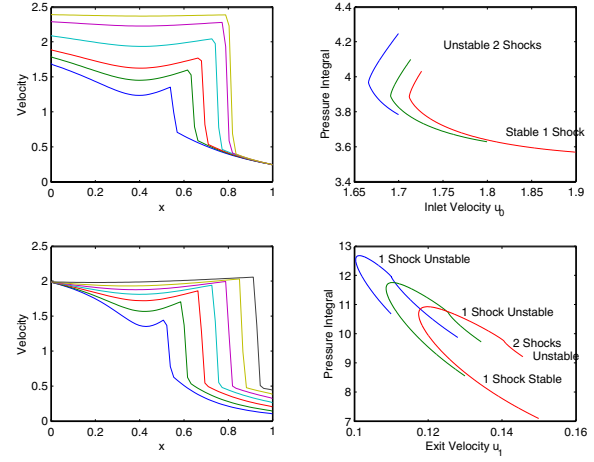 2.5
2
1.5
1
0.5
0
Velocity
0 0.2 0.4 0.6 0.8 1
x
4.4
4.2
4
3.8
3.6
3.4
Pressure Integral
Unstable 2 Shocks
Stable 1 Shock
1.65 1.7 1.75 1.8 1.85 1.9
Inlet Velocity u0
2.5
2
1.5
1
0.5
0
Velocity
0 0.2 0.4 0.6 0.8 1
x
13
12
11
10
9
8
7
Pressure Integral
1 Shock Unstable
1 Shock Unstable
2 Shocks
Unstable
1 Shock Stable
0.1 0.12 0.14 0.16
Exit Velocity u1